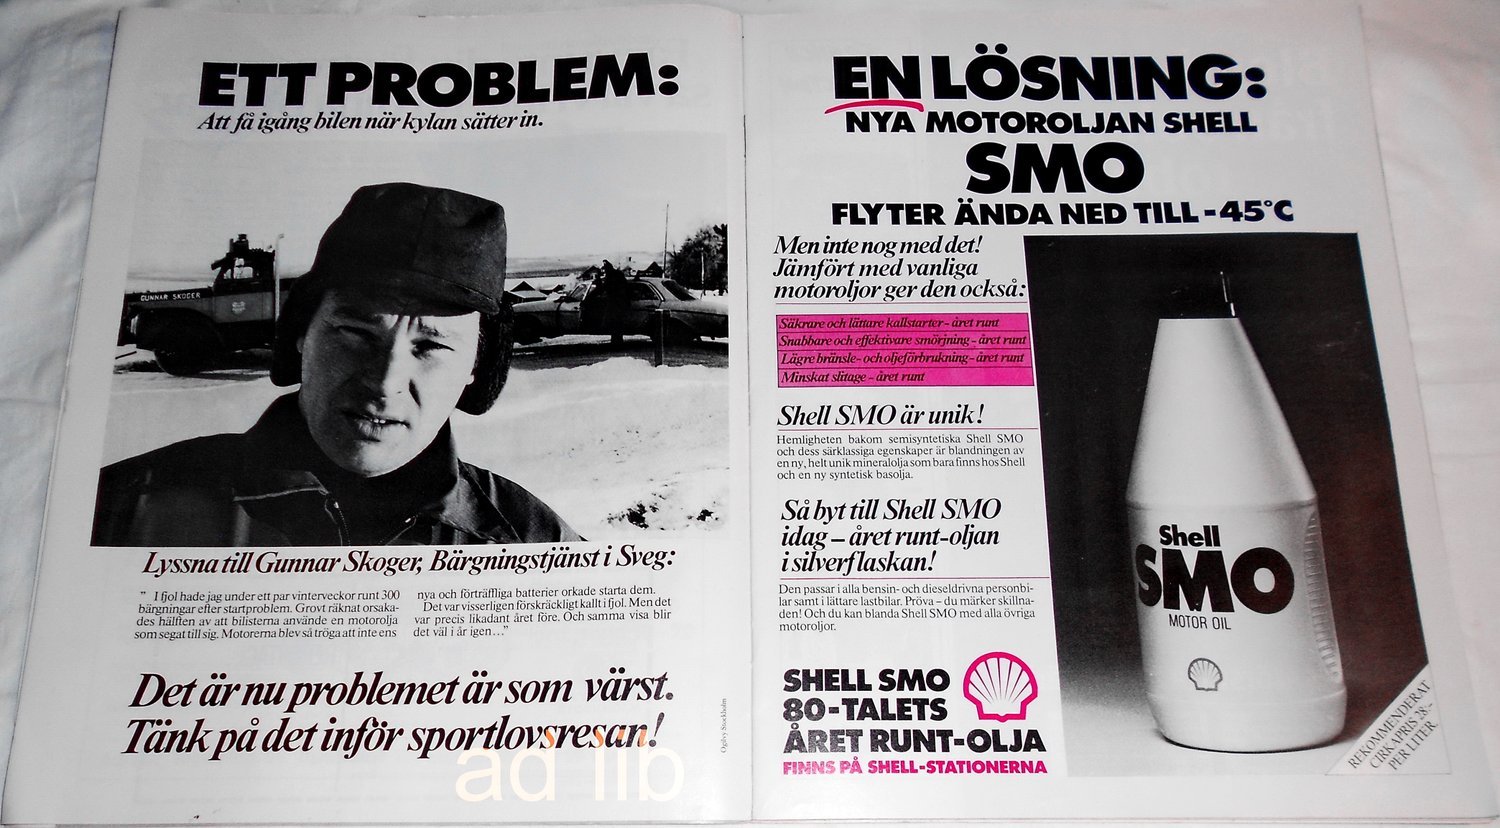 ETT PROBLEM:
Att få igång bilen när kylan sätter in.
GUNNAR SKOGER
Lyssna till Gunnar Skoger, Bärgningstjänst i Sveg:
” I fjol hade jag under ett par vinterveckor runt 300
bärgningar efter startproblem. Grovt räknat orsaka-
des hälften av att bilisterna använde en motorolja
som segat till sig. Motorerna blev så tröga att inte ens
nya och förträffliga batterier orkade starta dem.
Det var visserligen förskräckligt kallt i fjol. Men det
var precis likadant året före. Och samma visa blir
det väl i år igen...”
Det är nu problemet är som värst.
Tänk på det inför sportlovsresan!
Ogilvy Stockholm
ad lib
EN LÖSNING:
NYA MOTOROLJAN SHELL
SMO
FLYTER ÄNDA NED TILL -45°C
Men inte nog med det!
Jämfört med vanliga
motoroljor ger den också:
Säkrare och lättare kallstarter - året runt
Snabbare och effektivare smörjning - året runt
Lägre bränsle- och oljeförbrukning - året runt
Minskat slitage - året runt
Shell SMO är unik!
Hemligheten bakom semisyntetiska Shell SMO
och dess särklassiga egenskaper är blandningen av
en ny, helt unik mineralolja som bara finns hos Shell
och en ny syntetisk basolja.
Så byt till Shell SMO
idag – året runt-oljan
i silverflaskan!
Den passar i alla bensin- och dieseldrivna personbi-
lar samt i lättare lastbilar. Pröva – du märker skillna-
den! Och du kan blanda Shell SMO med alla övriga
motoroljor.
SHELL SMO
80-TALETS
ÅRET RUNT-OLJA
FINNS PÅ SHELL-STATIONERNA
Shell
SMO
MOTOR OIL
REKOMMENDERAT
CIRKAPRIS 28:-
PER LITER